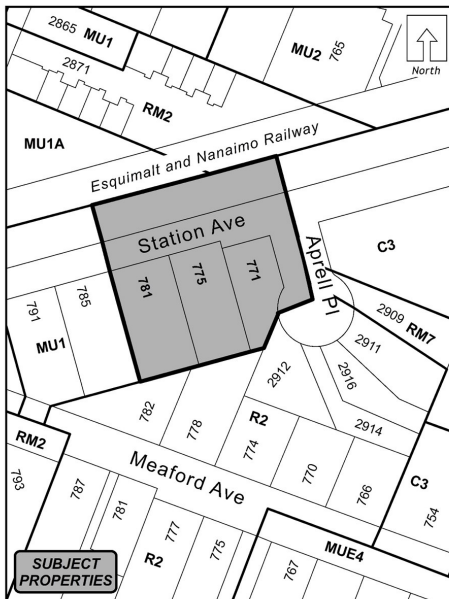 2865
MU1
MU2
765
North
2871
RM2
MU1A
Esquimalt and Nanaimo Railway
Station Ave
Aprell Pl
C3
781
775
771
791
785
MU1
2909
RM7
2911
2916
2912
2914
782
778
R2
774
770
766
RM2
793
Meaford Ave
C3
754
787
781
777
775
R2
MUE4
767
SUBJECT
PROPERTIES